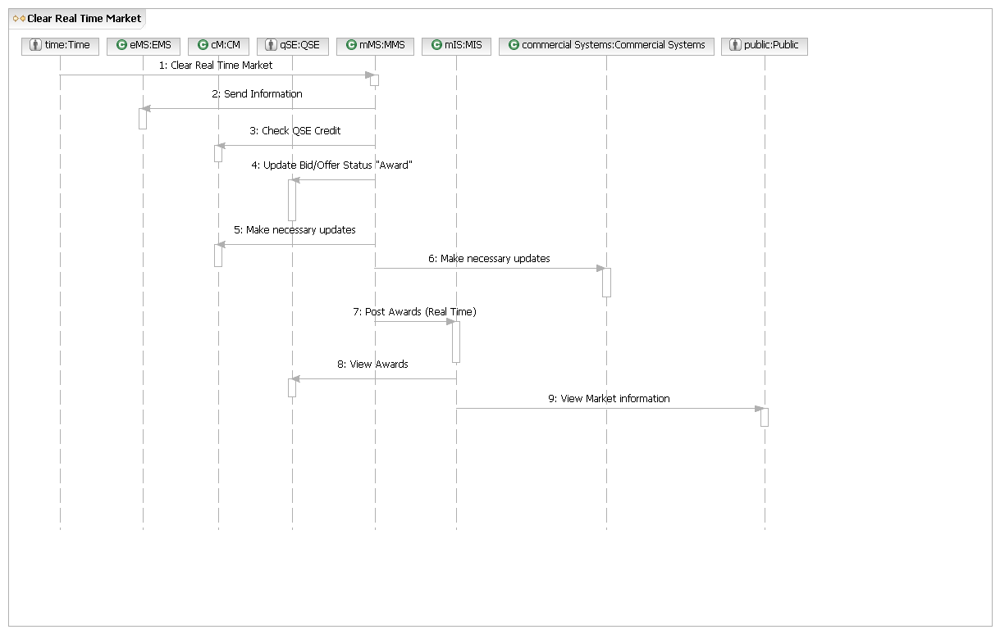 Clear Real Time Market
time:Time
eMS:EMS
cM:CM
qSE:QSE
mMS:MMS
mIS:MIS
commercial Systems:Commercial Systems
public:Public
1: Clear Real Time Market
2: Send Information
3: Check QSE Credit
4: Update Bid/Offer Status "Award"
5: Make necessary updates
6: Make necessary updates
7: Post Awards (Real Time)
8: View Awards
9: View Market information